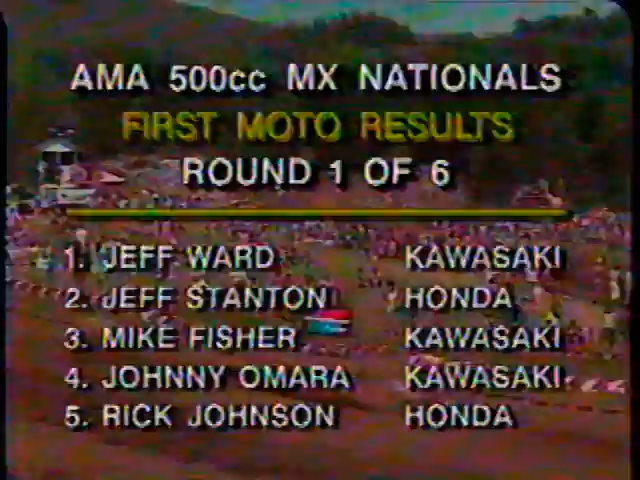 AMA 500cc MX NATIONALS
FIRST MOTO RESULTS
ROUND 1 OF 6
1. JEFF WARD KAWASAKI
2. JEFF STANTON HONDA
3. MIKE FISHER KAWASAKI
4. JOHNNY OMARA KAWASAKI
5. RICK JOHNSON HONDA